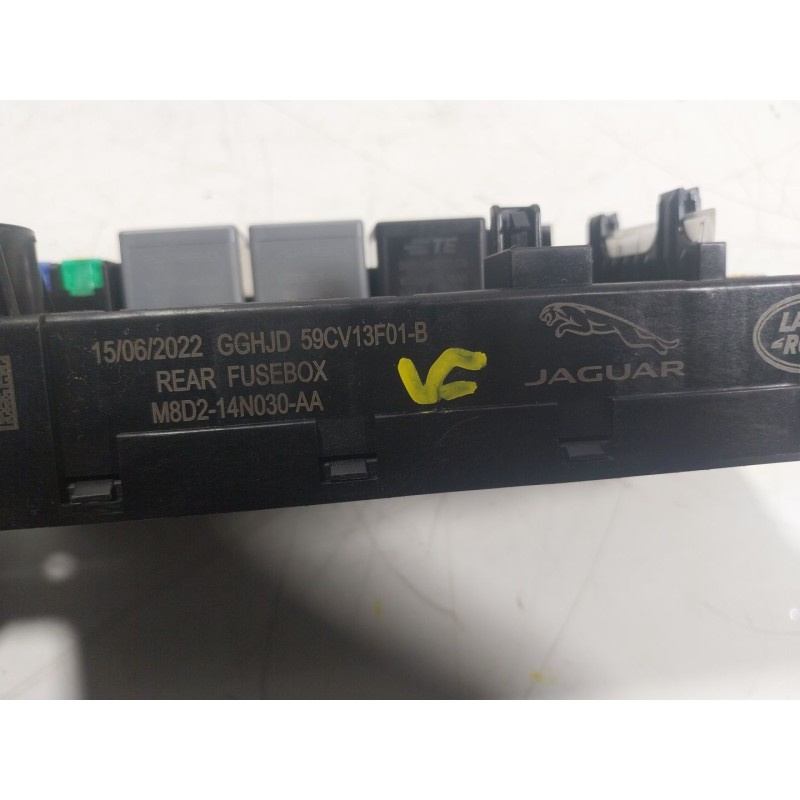 TE
15/06/2022 GGHJD 59CV13F01-B
REAR FUSEBOX
M8D2-14N030-AA
VC
JAGUAR